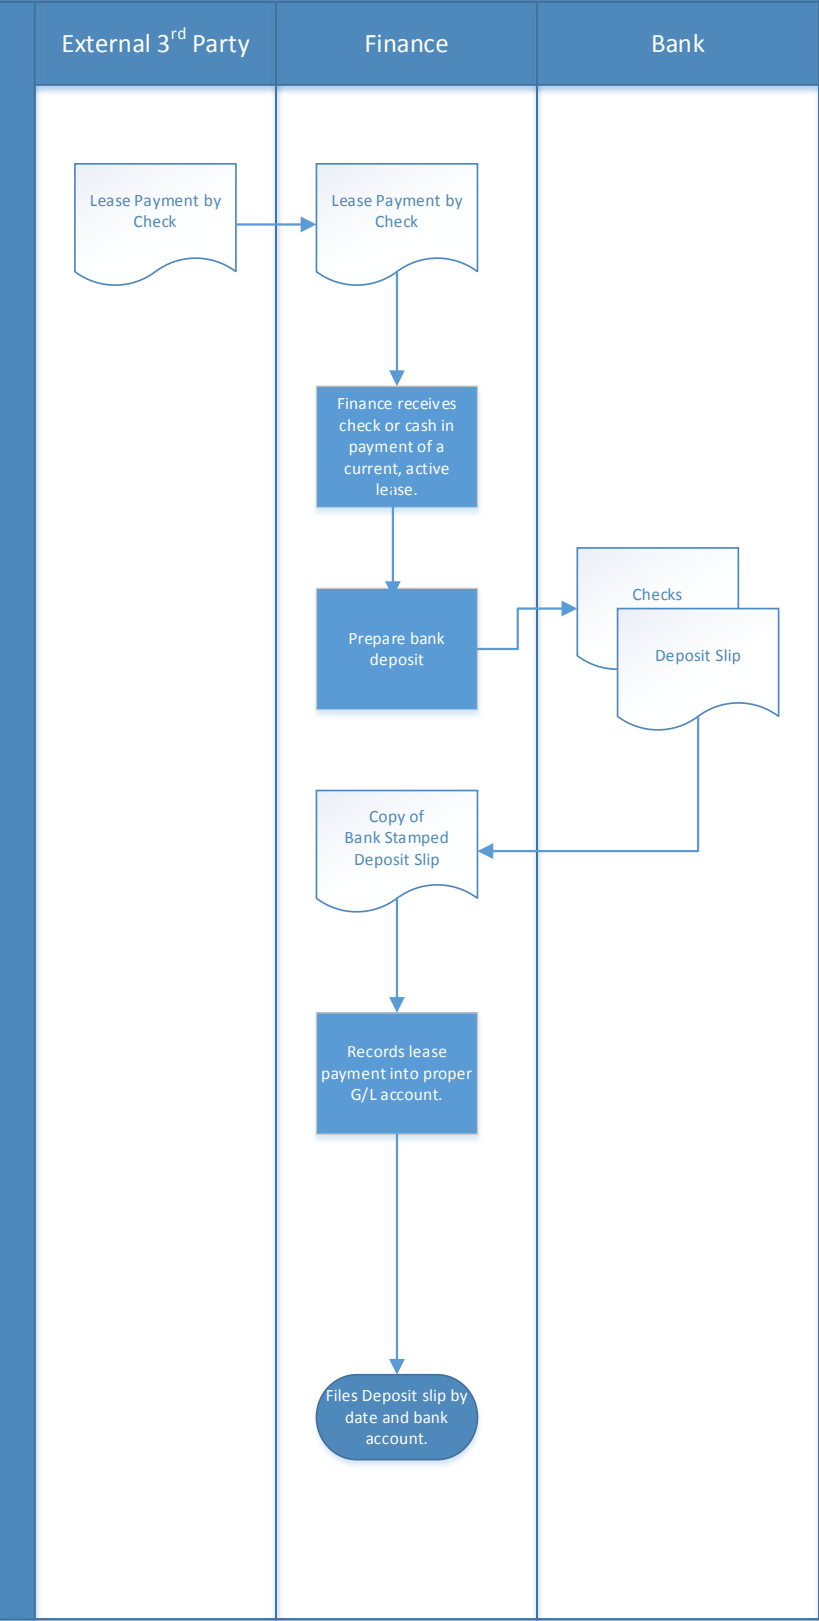 External 3rd Party
Finance
Bank
Lease Payment by
Check
Lease Payment by
Check
Finance receives
check or cash in
payment of a
current, active
lease.
Prepare bank
deposit
Checks
Deposit Slip
Copy of
Bank Stamped
Deposit Slip
Records lease
payment into proper
G/L account.
Files Deposit slip by
date and bank
account.